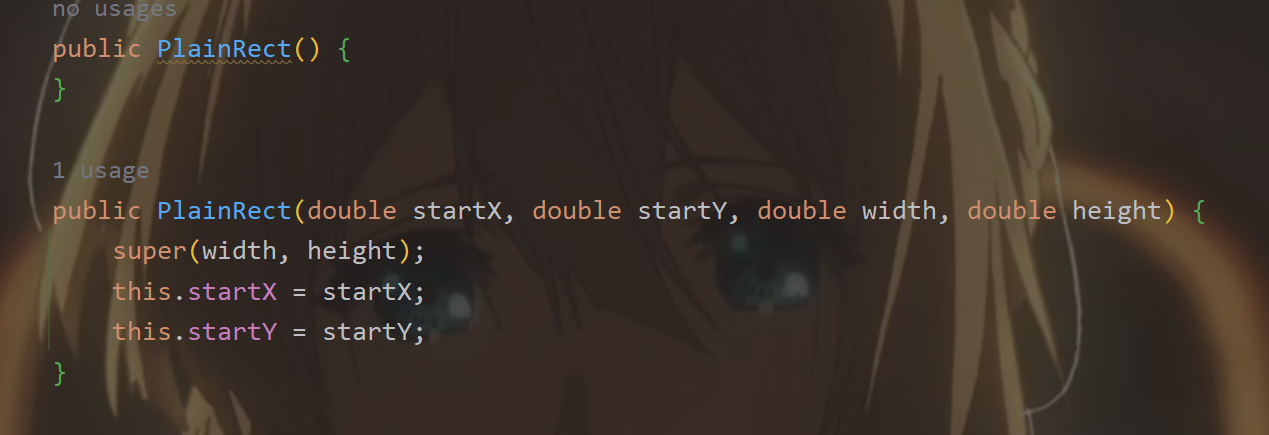 no usages
public PlainRect() {
}
1 usage
public PlainRect(double startX, double startY, double width, double height) {
super(width, height);
this.startX = startX;
this.startY = startY;
}